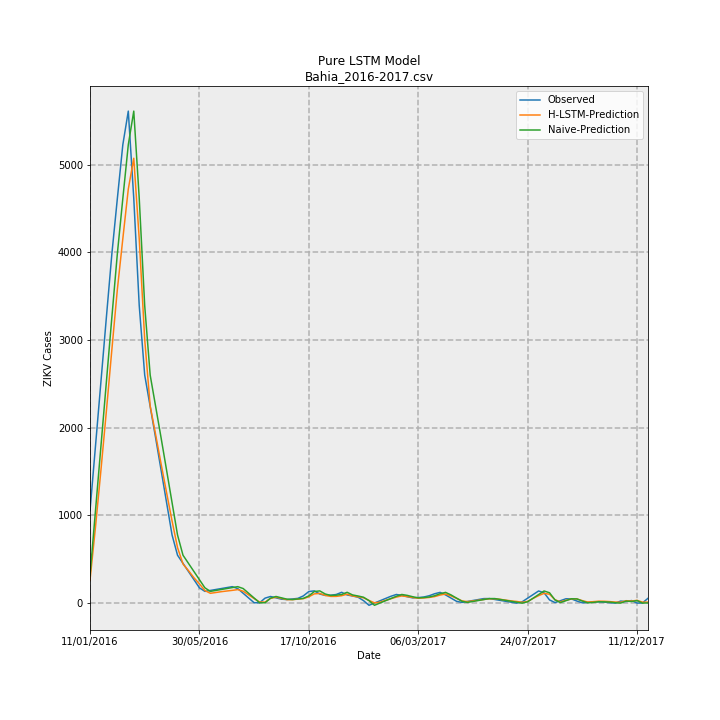 Pure LSTM Model
Bahia_2016-2017.csv
Observed
H-LSTM-Prediction
Naive-Prediction
ZIKV Cases
5000
4000
3000
2000
1000
0
11/01/2016 30/05/2016 17/10/2016 06/03/2017 24/07/2017 11/12/2017
Date